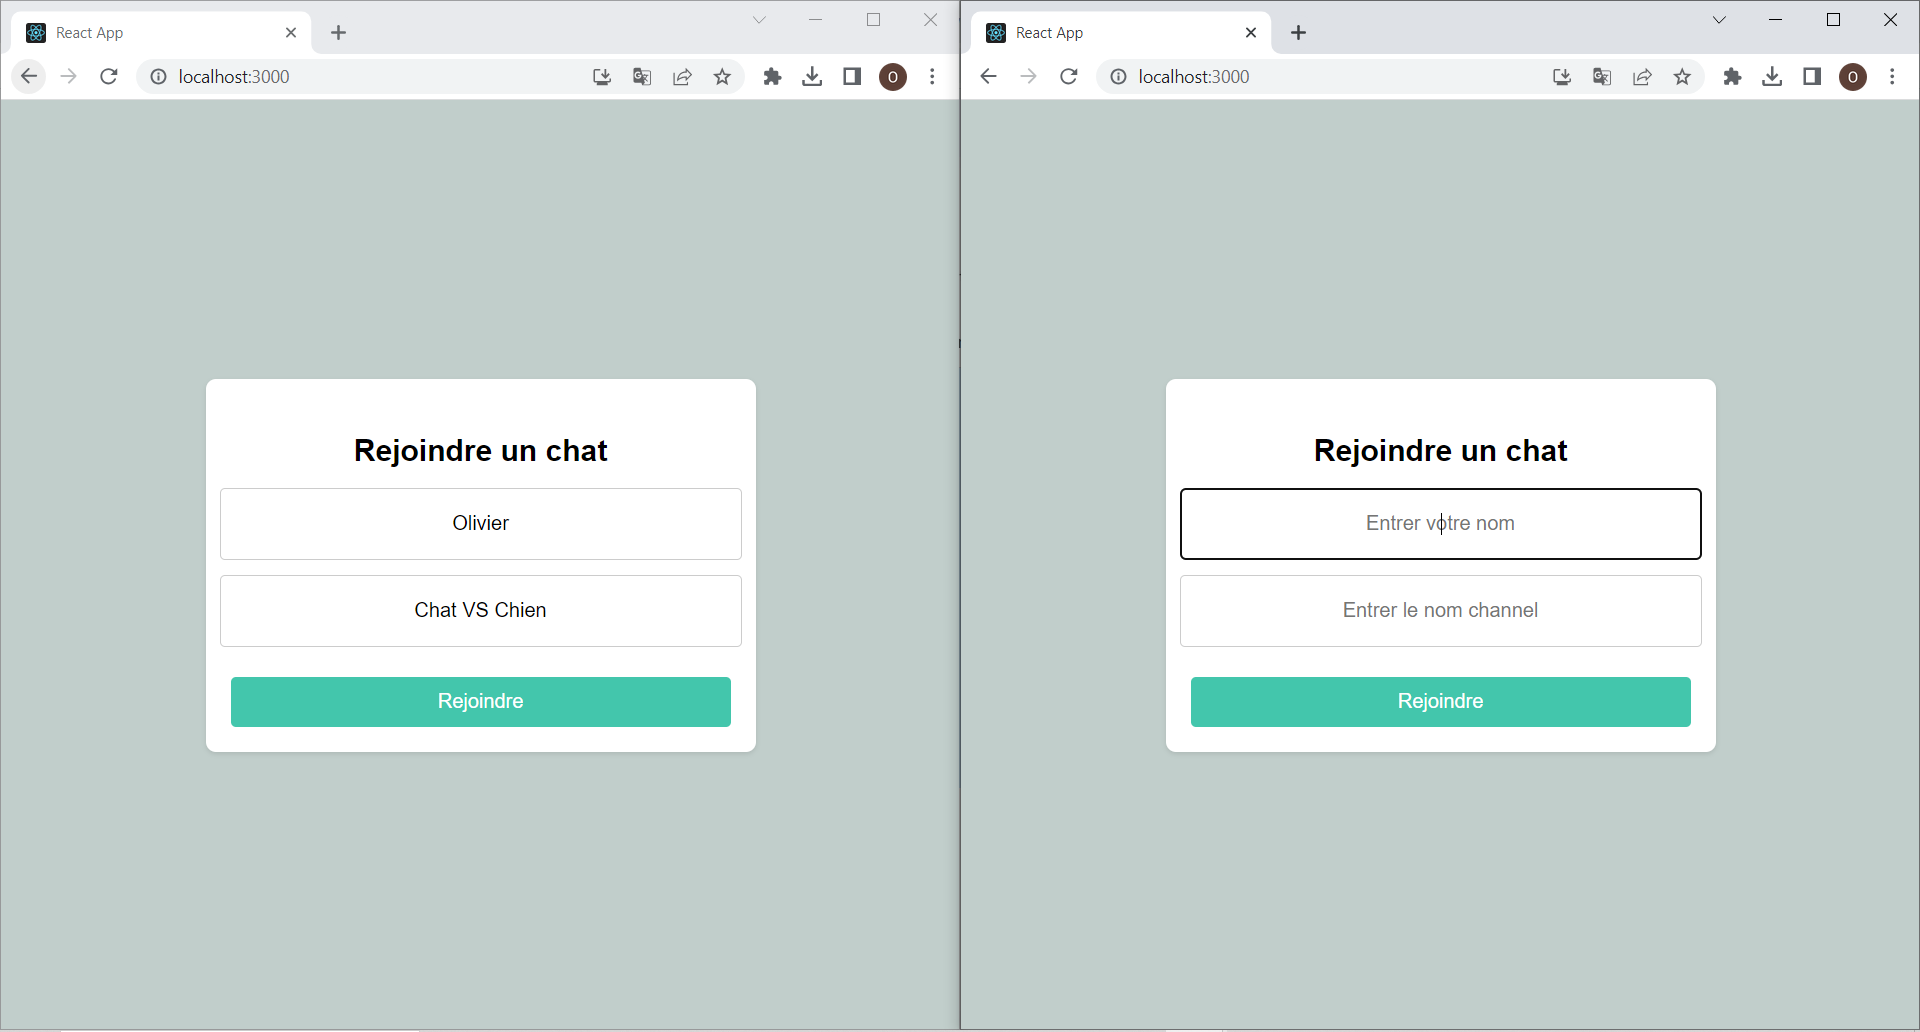 React App
localhost:3000
O
Rejoindre un chat
Olivier
Chat VS Chien
Rejoindre
React App
localhost:3000
O
Rejoindre un chat
Entrer votre nom
Entrer le nom channel
Rejoindre